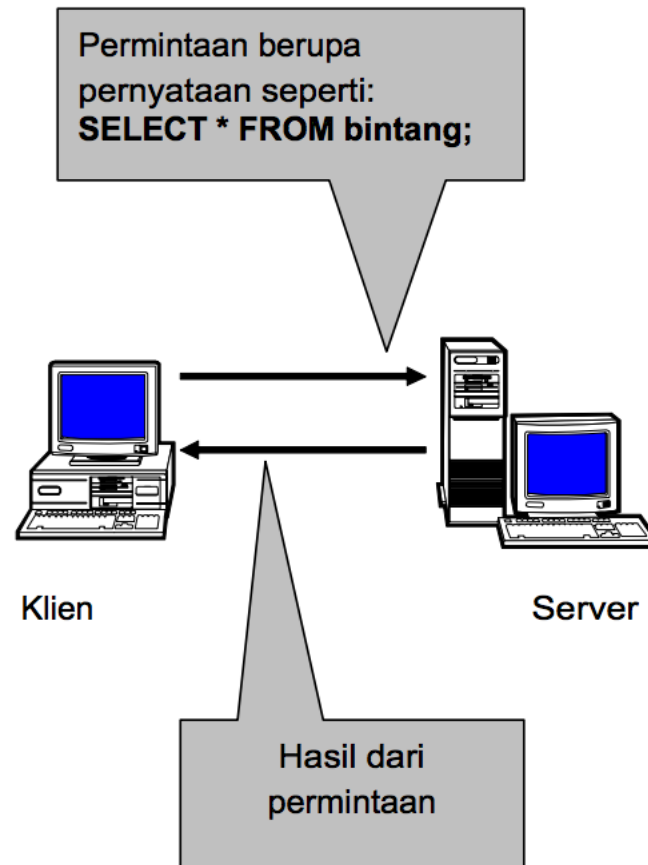 Permintaan berupa
pernyataan seperti:
SELECT * FROM bintang;
Klien
Server
Hasil dari
permintaan